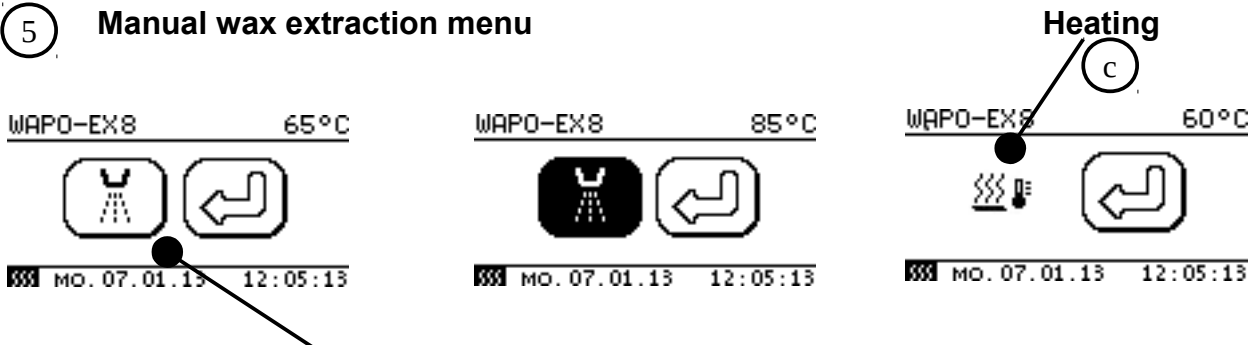 5 Manual wax extraction menu
Heating
c
WAPO-EX8 65°C
WAPO-EX8 85°C
WAPO-EX8 60°C
MO. 07.01.13 12:05:13
MO. 07.01.13 12:05:13
MO. 07.01.13 12:05:13